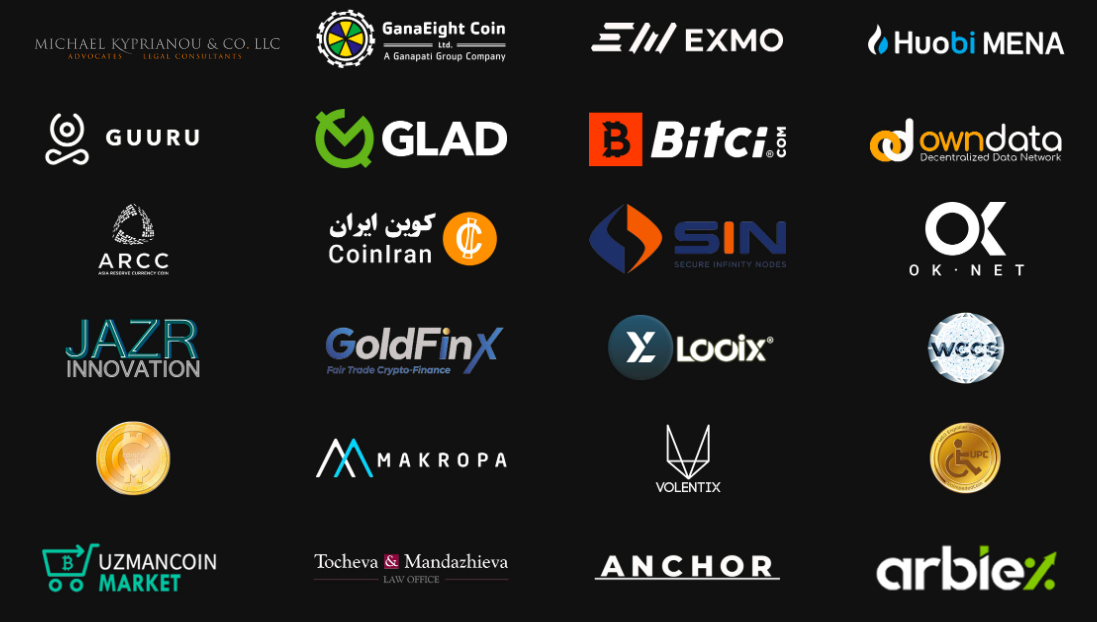 MICHAEL KYPRIANOU & CO. LLC
ADVOCATES LEGAL CONSULTANTS
GanaEight Coin
Ltd.
A Ganapati Group Company
EXMO
Huobi MENA
GUURU
GLAD
Bitci®
.COM
owndata
Decentralized Data Network
ARCC
ASIA RESERVE CURRENCY COIN
کوین ایران
CoinIran
SIN
SECURE INFINITY NODES
OK
OK·NET
JAZR
INNOVATION
GoldFinX
Fair Trade Crypto-Finance
LOOIX®
WCCS
MAKROPA
VOLENTIX
UPC
UZMANCOIN
MARKET
Tocheva & Mandazhieva
LAW OFFICE
ANCHOR
arbiex